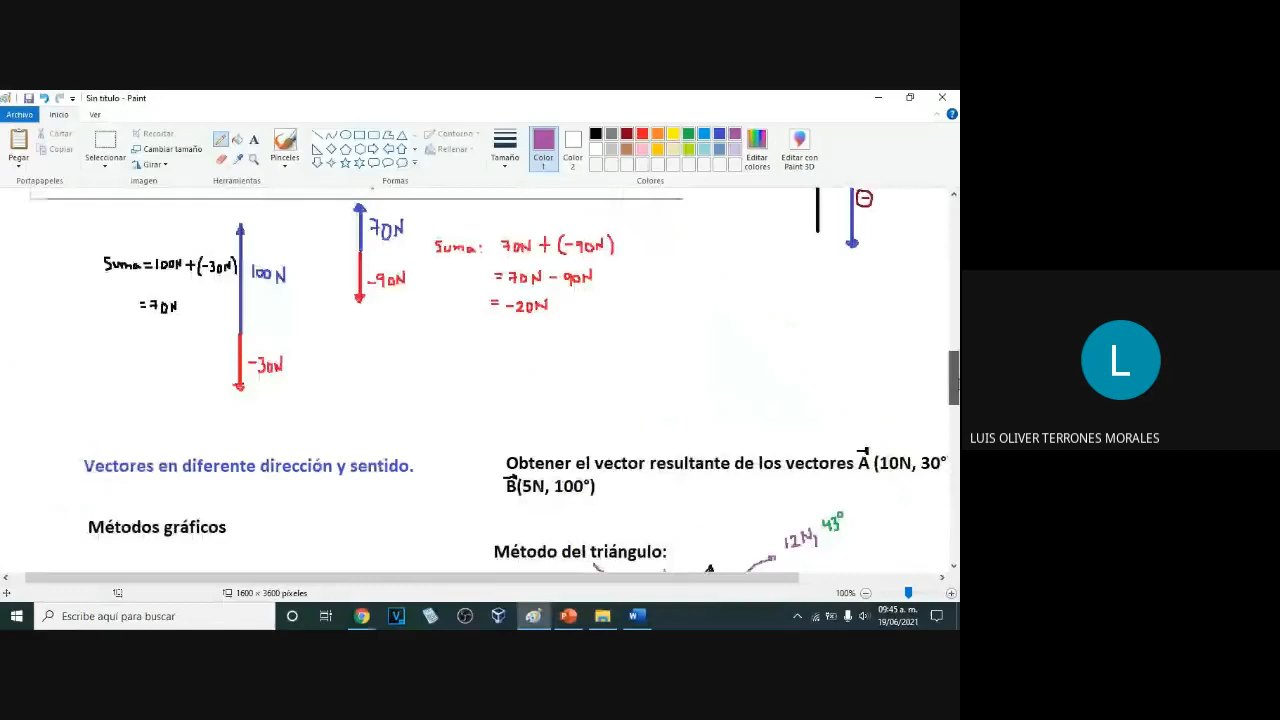 Sin título - Paint
Archivo Inicio Ver
Pegar
Cortar
Copiar
Portapapeles
Seleccionar
Recortar
Cambiar tamaño
Girar
Imagen
A
Herramientas
Pinceles
Contorno
Rellenar
Formas
Tamaño
Color 1
Color 2
Colores
Editar colores
Editar con Paint 3D
70N
-90N
Suma: 70N + (-90N)
= 70N - 90N
= -20N
Suma = 100N + (-30N)
= 70N
100N
-30N
Vectores en diferente dirección y sentido.
Métodos gráficos
Obtener el vector resultante de los vectores A (10N, 30°
B(5N, 100°)
12N, 43°
Método del triángulo:
1600 × 3600 píxeles
100%
Escribe aquí para buscar
09:45 a. m.
19/06/2021
L
LUIS OLIVER TERRONES MORALES